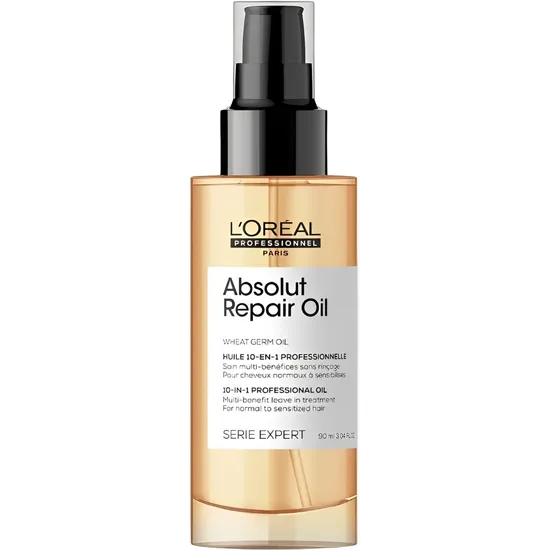 L'ORÉAL
PROFESSIONNEL
PARIS
Absolut
Repair Oil
WHEAT GERM OIL
HUILE 10-EN-1 PROFESSIONNELLE
Soin multi-bénéfices sans rinçage
Pour cheveux normaux à sensibilisés
10-IN-1 PROFESSIONAL OIL
Multi-benefit leave in treatment
For normal to sensitized hair
SERIE EXPERT 90 ml 3.04 FL.OZ